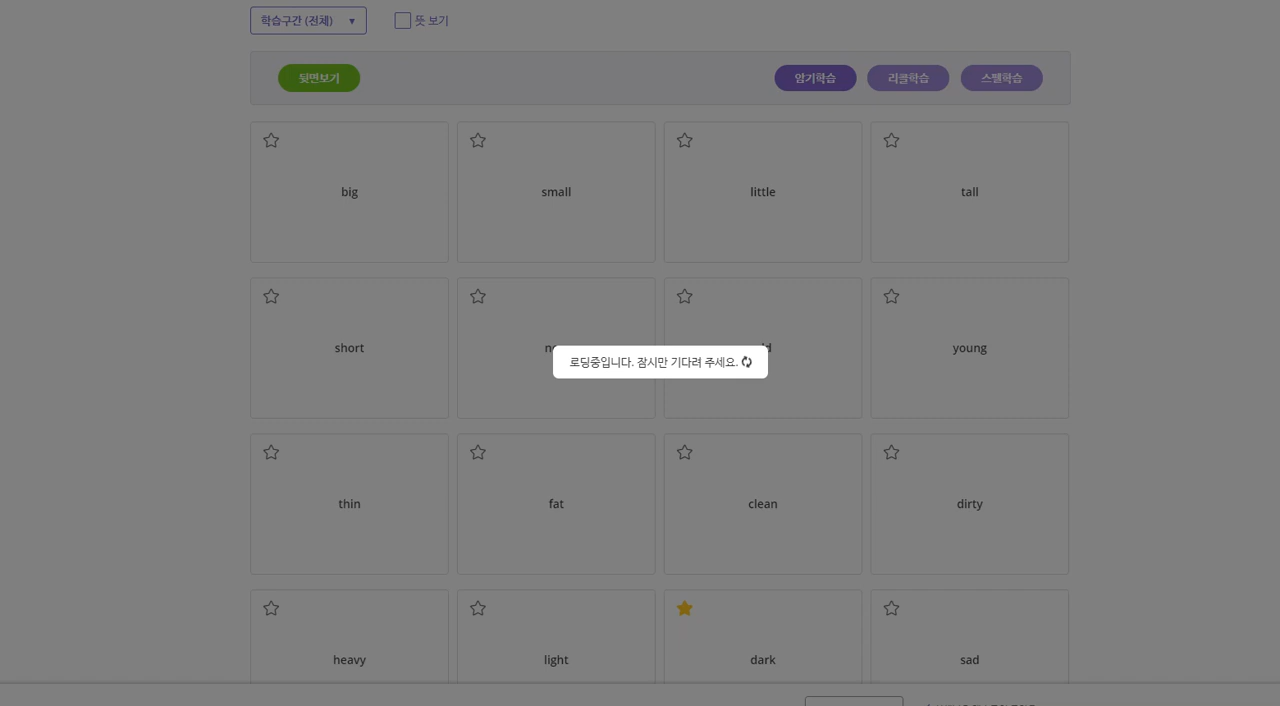 학습구간 (전체) ▼ 뜻 보기
뒷면보기 암기학습 리콜학습 스펠학습
big small little tall
short young
로딩중입니다. 잠시만 기다려 주세요.
thin fat clean dirty
heavy light dark sad